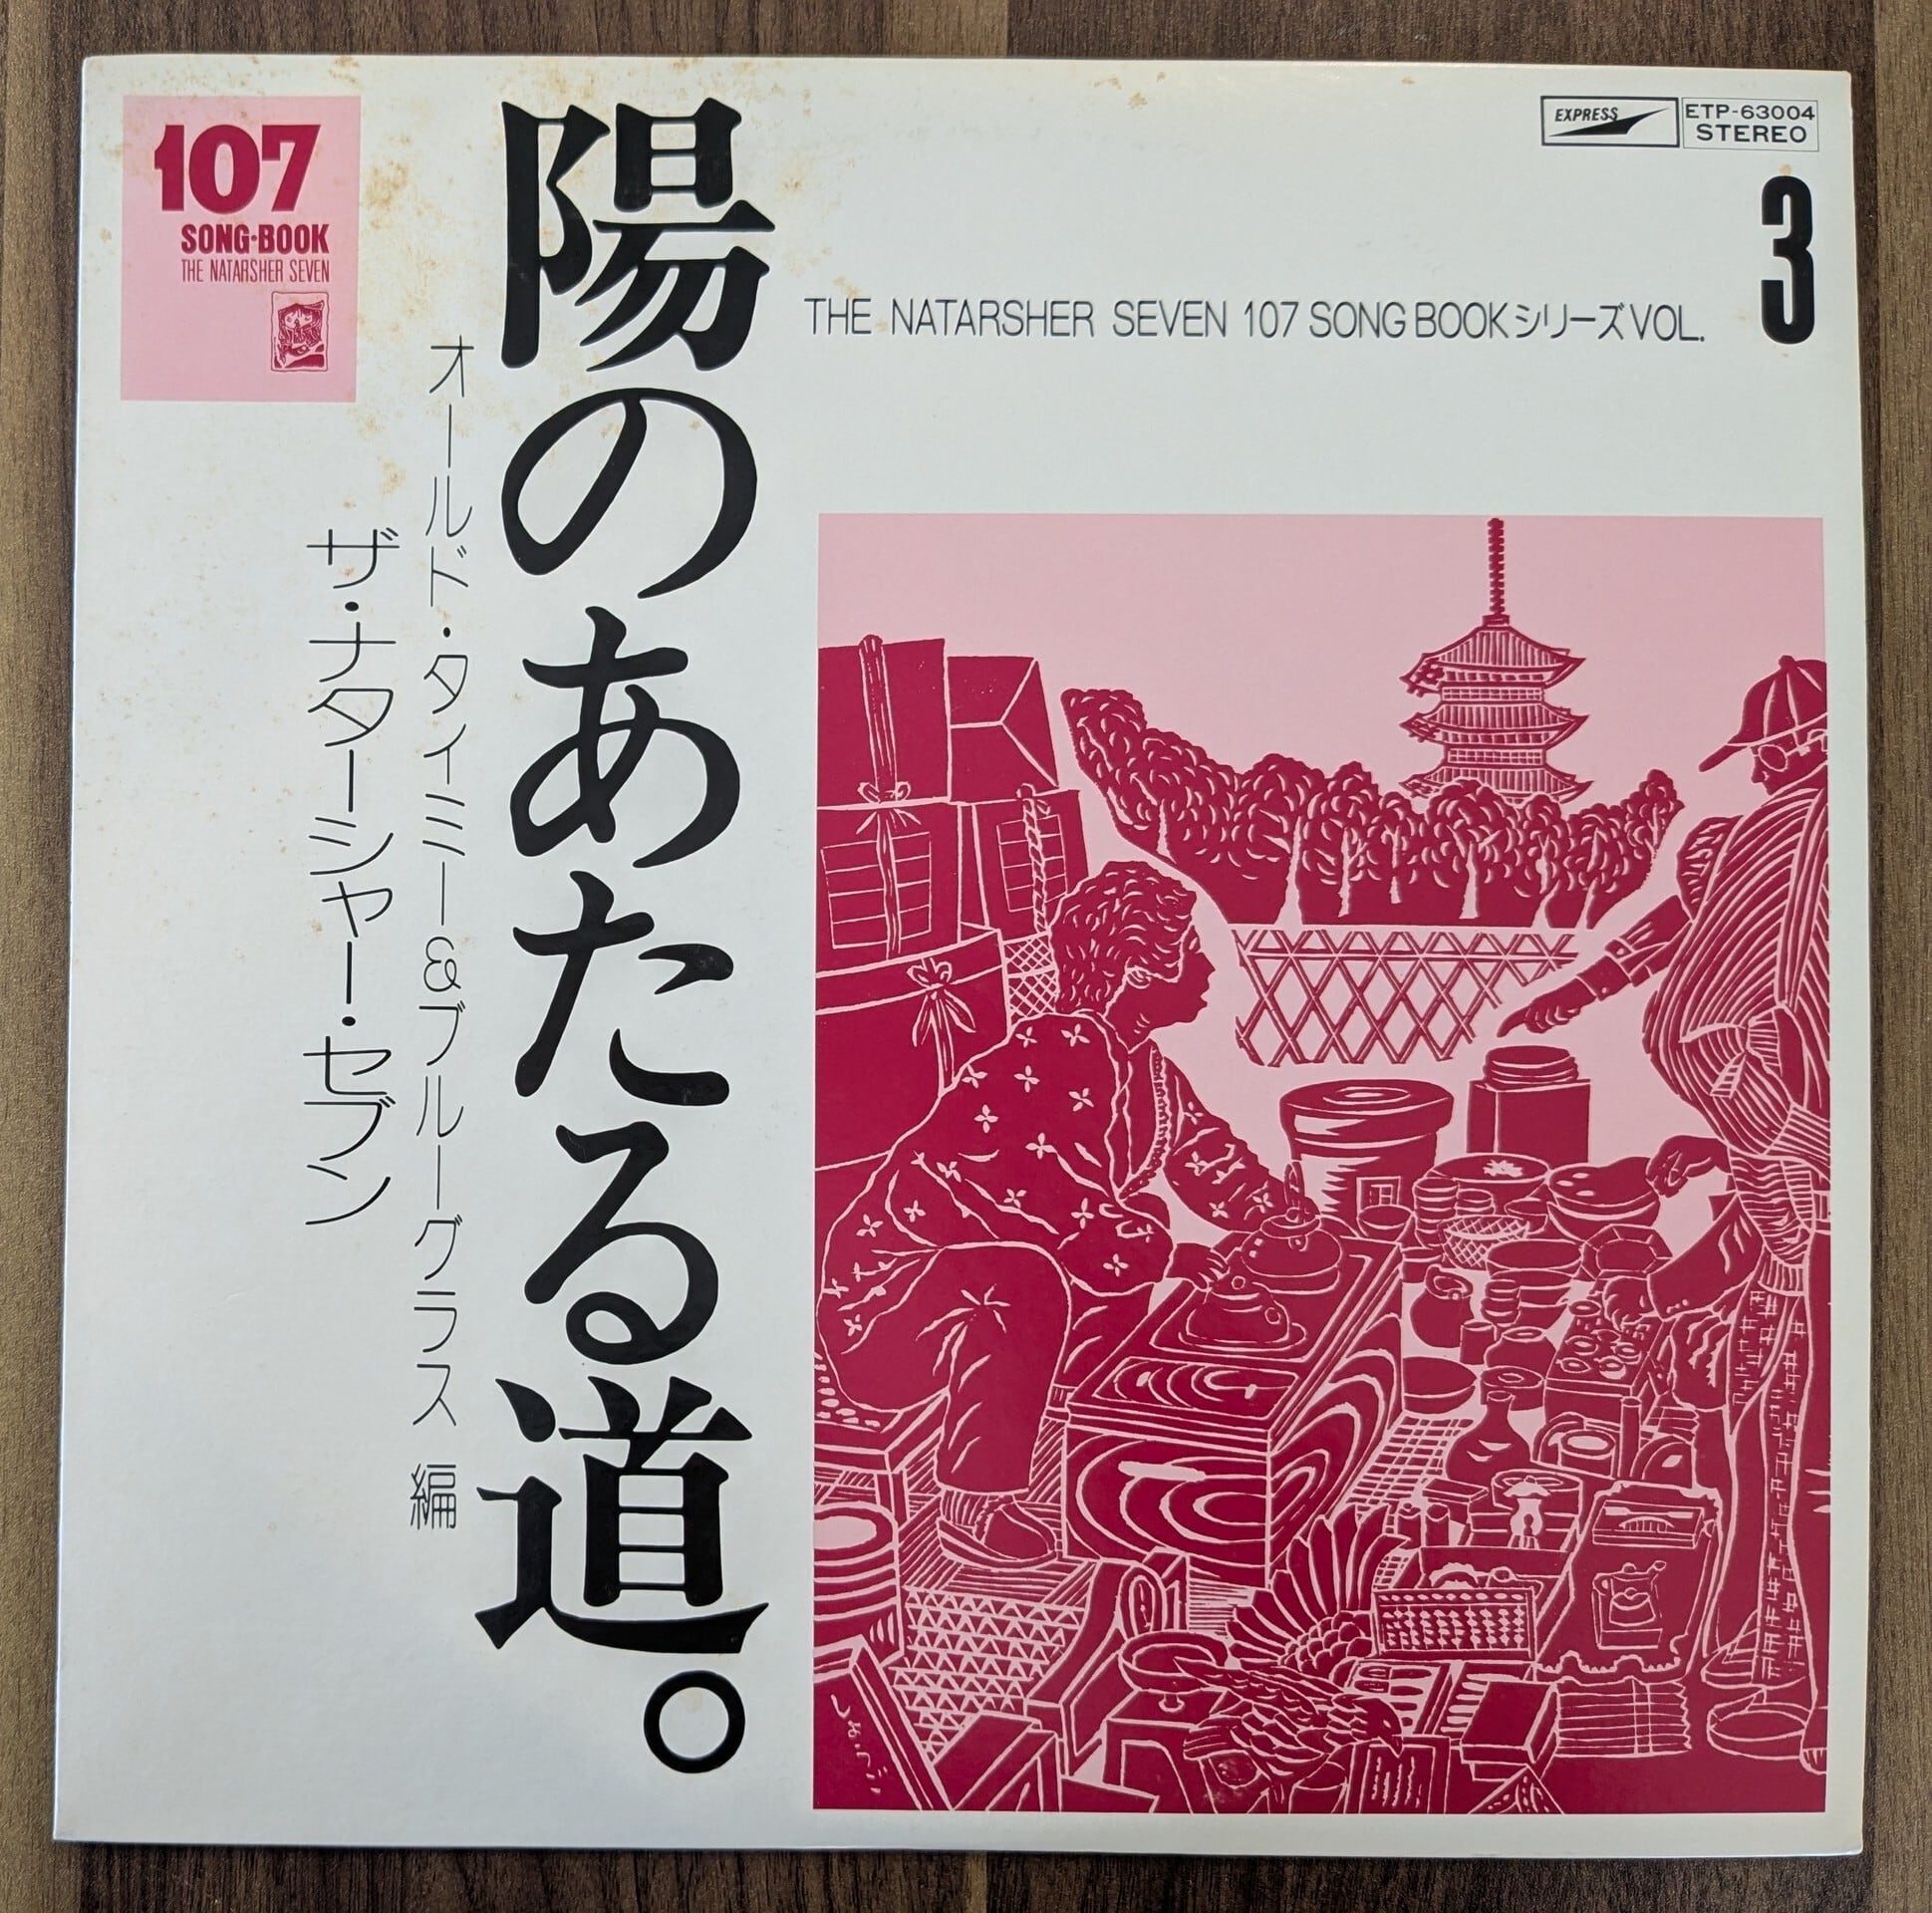 107
SONG・BOOK
THE NATARSHER SEVEN
EXPRESS
ETP-63004
STEREO
3
THE NATARSHER SEVEN 107 SONG BOOKシリーズVOL.
陽のあたる道。
オールド・タイミー&ブルーグラス 編
ザ・ナターシャー・セブン